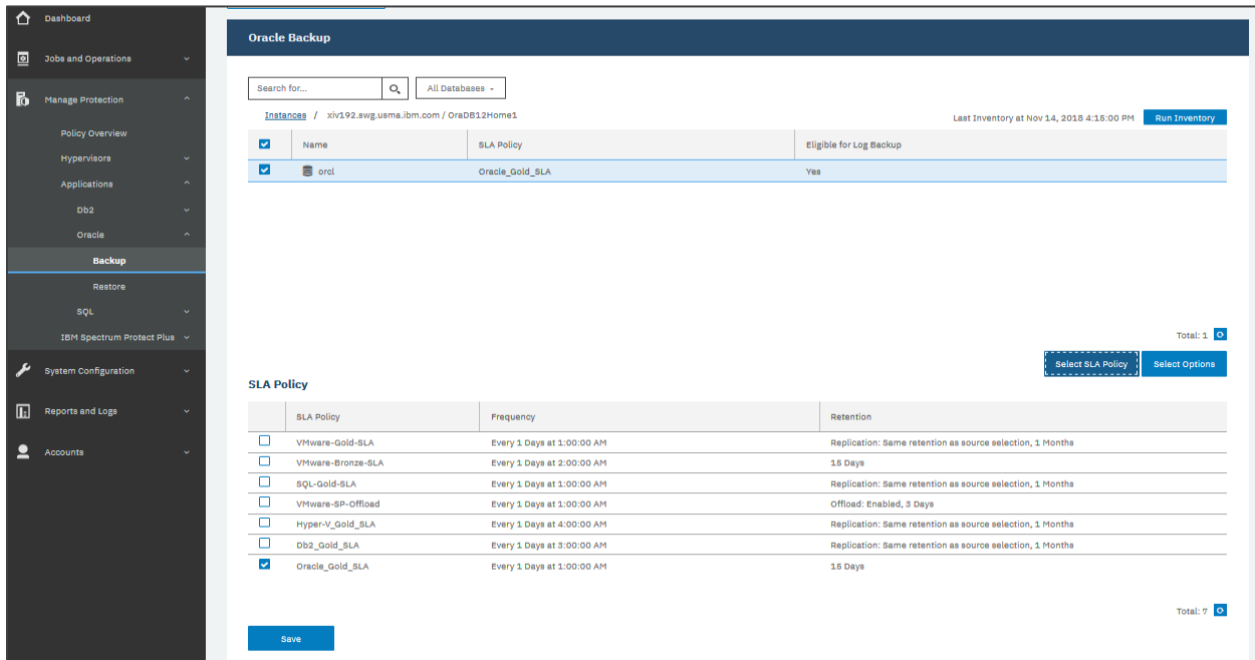 Dashboard
Jobs and Operations
Manage Protection
Policy Overview
Hypervisors
Applications
Db2
Oracle
Backup
Restore
SQL
IBM Spectrum Protect Plus
System Configuration
Reports and Logs
Accounts
Oracle Backup
Search for...
All Databases
Instances / xiv192.swg.usma.ibm.com / OraDB12Home1
Last Inventory at Nov 14, 2018 4:15:00 PM Run Inventory
Name SLA Policy Eligible for Log Backup
orcl Oracle_Gold_SLA Yes
Total: 1
Select SLA Policy Select Options
SLA Policy
SLA Policy Frequency Retention
VMware-Gold-SLA Every 1 Days at 1:00:00 AM Replication: Same retention as source selection, 1 Months
VMware-Bronze-SLA Every 1 Days at 2:00:00 AM 15 Days
SQL-Gold-SLA Every 1 Days at 1:00:00 AM Replication: Same retention as source selection, 1 Months
VMware-SP-Offload Every 1 Days at 1:00:00 AM Offload: Enabled, 3 Days
Hyper-V_Gold_SLA Every 1 Days at 4:00:00 AM Replication: Same retention as source selection, 1 Months
Db2_Gold_SLA Every 1 Days at 3:00:00 AM Replication: Same retention as source selection, 1 Months
Oracle_Gold_SLA Every 1 Days at 1:00:00 AM 15 Days
Total: 7
Save